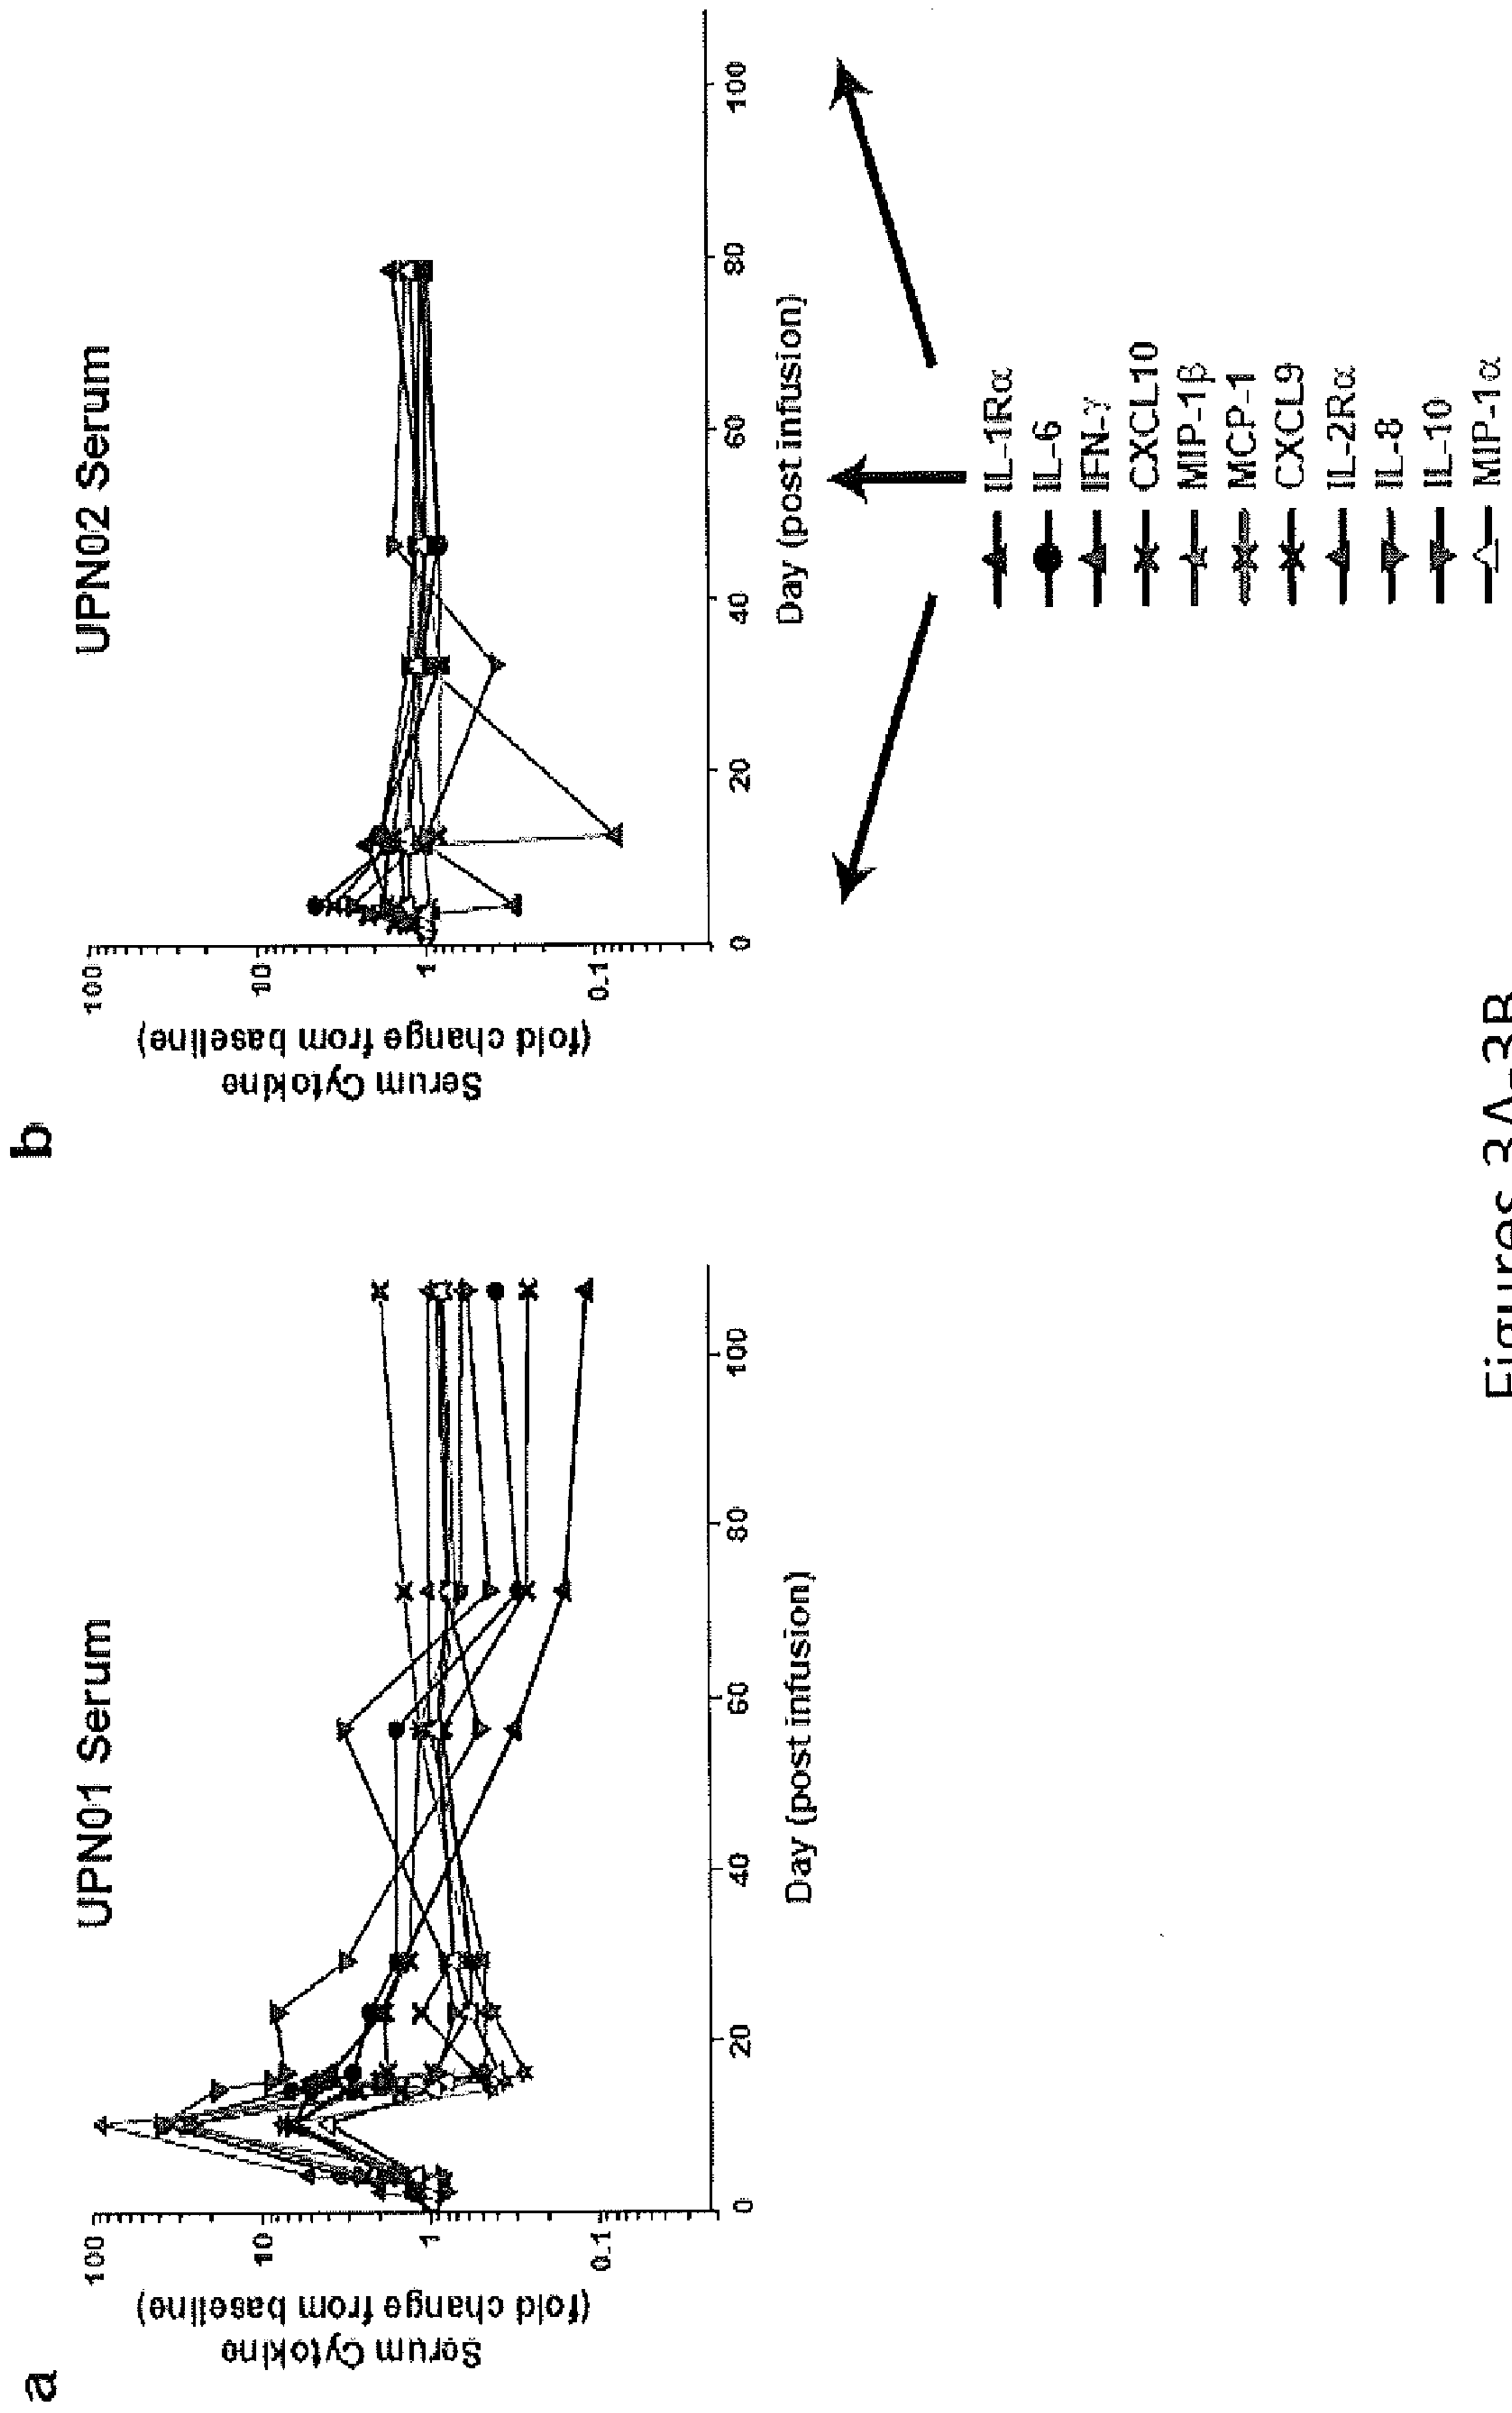 a
UPN01 Serum
Serum Cytokine
(fold change from baseline)
100
10
1
0.1
0
20
40
60
80
100
Day (post infusion)
b
UPN02 Serum
Serum Cytokine
(fold change from baseline)
100
10
1
0.1
0
20
40
60
80
100
Day (post infusion)
IL-1Rα
IL-6
IFN-γ
CXCL10
MIP-1β
MCP-1
CXCL9
IL-2Rα
IL-8
IL-10
MIP-1α
Figures 3A-3B